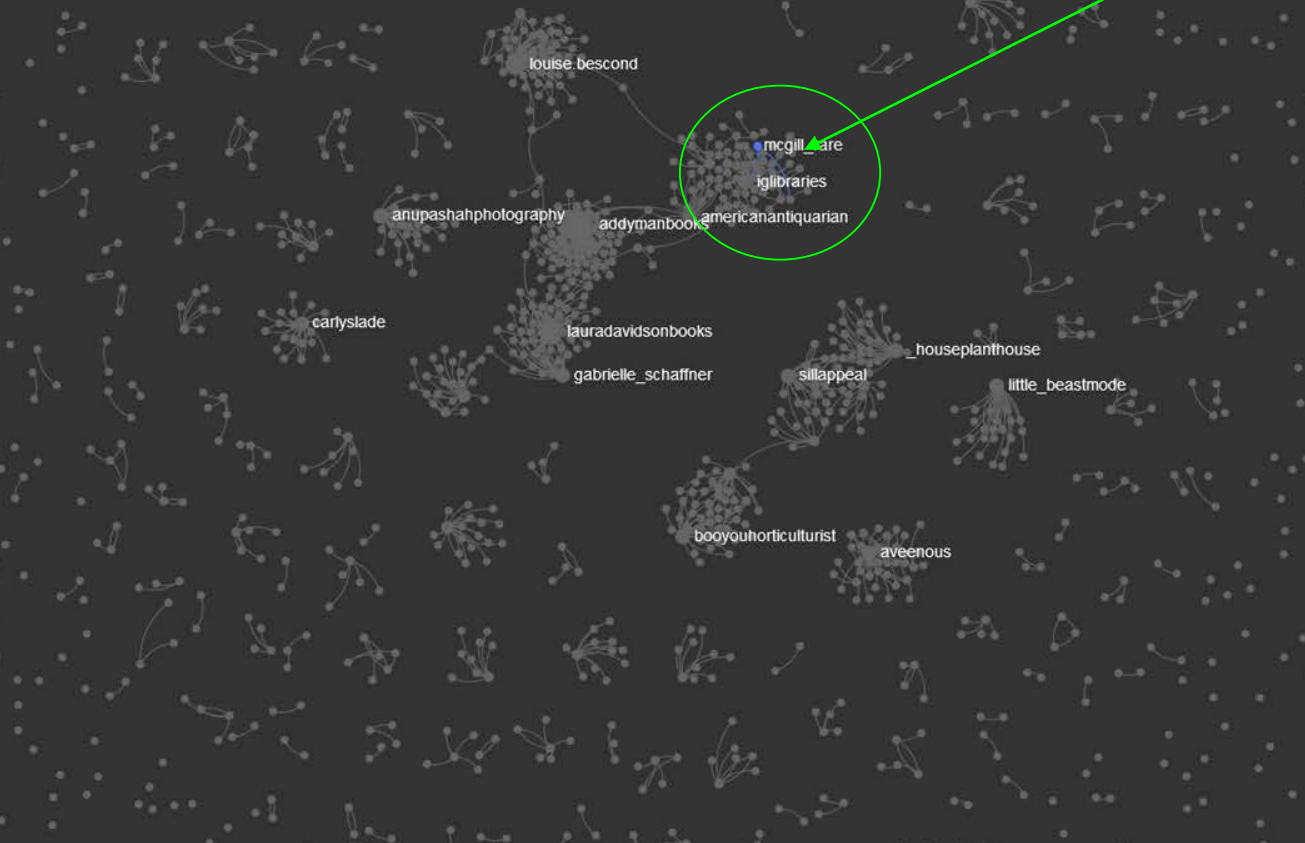 louise.bescond
mcgill_rare
iglibraries
anupashahphotography
addymanbooks
americanantiquarian
carlyslade
lauradavidsonbooks
_houseplanthouse
gabrielle_schaffner
sillappeal
little_beastmode
booyouhorticulturist
aveenous